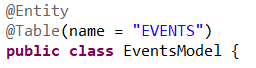 @Entity
@Table(name = "EVENTS")
public class EventsModel {